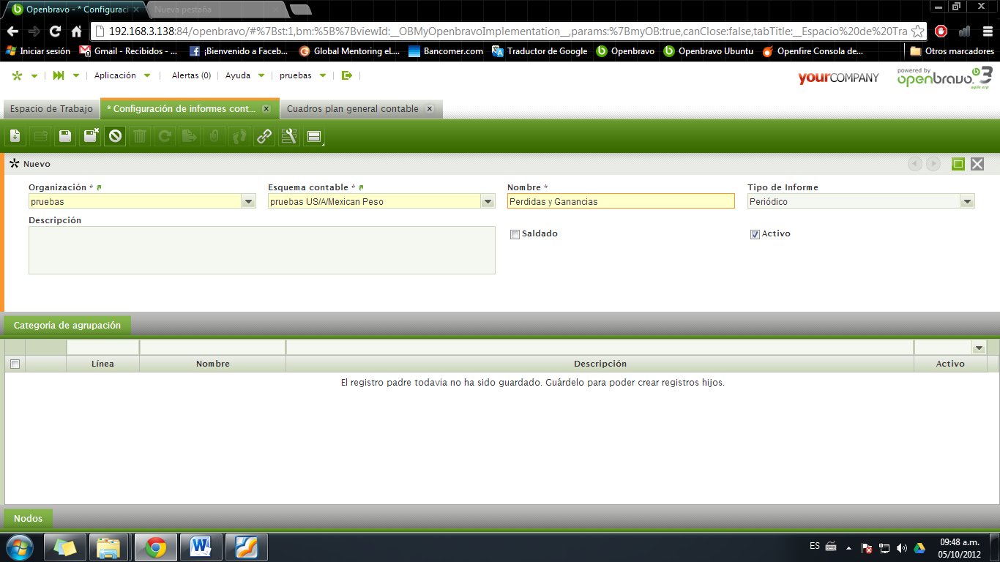 Openbravo - * Configuraci
Nueva pestaña
192.168.3.138:84/openbravo/#%7Bst:1,bm:%5B%7BviewId:__OBMyOpenbravoImplementation__,params:%7BmyOB:true,canClose:false,tabTitle:__Espacio%20de%20Tra
Iniciar sesión
Gmail - Recibidos - ...
¡Bienvenido a Faceb...
Global Mentoring eL...
Bancomer.com
Traductor de Google
Openbravo
Openbravo Ubuntu
Openfire Consola de...
Otros marcadores
Aplicación
Alertas (0)
Ayuda
pruebas
yourCOMPANY
powered by
openbravo 3
agile erp
Espacio de Trabajo
* Configuración de informes cont...
Cuadros plan general contable
Nuevo
Organización *
Esquema contable *
Nombre *
Tipo de Informe
pruebas
pruebas US/A/Mexican Peso
Perdidas y Ganancias
Periódico
Descripción
Saldado
Activo
Categoría de agrupación
Línea
Nombre
Descripción
Activo
El registro padre todavia no ha sido guardado. Guárdelo para poder crear registros hijos.
Nodos
ES
09:48 a.m.
05/10/2012